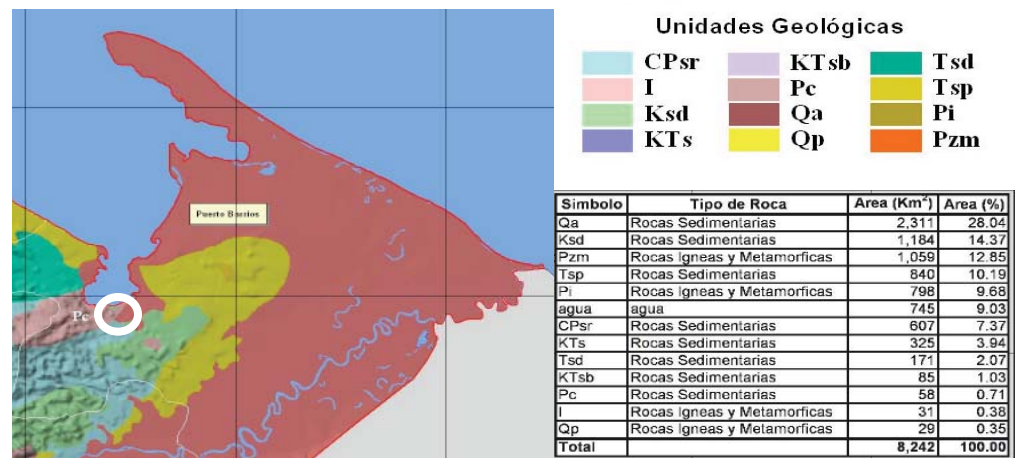 Puerto Barrios
Pc
Unidades Geológicas
CPsr KTsb Tsd
I Pc Tsp
Ksd Qa Pi
KTs Qp Pzm
Simbolo Tipo de Roca Area (Km²) Area (%)
Qa Rocas Sedimentarias 2,311 28.04
Ksd Rocas Sedimentarias 1,184 14.37
Pzm Rocas Igneas y Metamorficas 1,059 12.85
Tsp Rocas Sedimentarias 840 10.19
Pi Rocas Igneas y Metamorficas 798 9.68
agua agua 745 9.03
CPsr Rocas Sedimentarias 607 7.37
KTs Rocas Sedimentarias 325 3.94
Tsd Rocas Sedimentarias 171 2.07
KTsb Rocas Sedimentarias 85 1.03
Pc Rocas Sedimentarias 58 0.71
I Rocas Igneas y Metamorficas 31 0.38
Qp Rocas Igneas y Metamorficas 29 0.35
Total 8,242 100.00